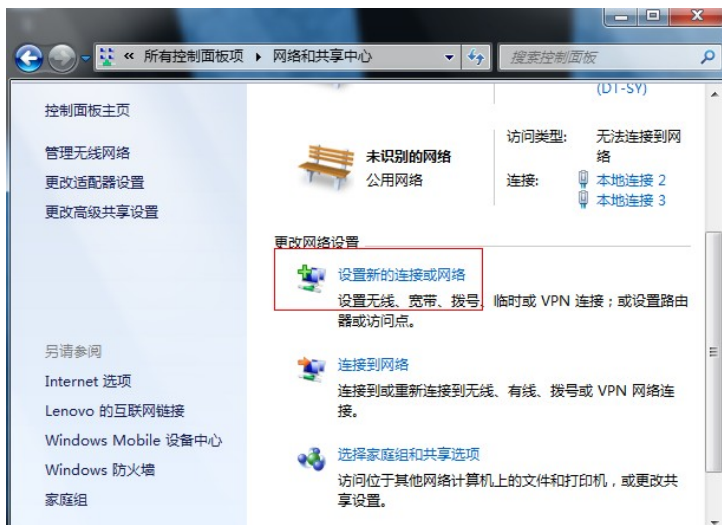 « 所有控制面板项 ▸ 网络和共享中心
搜索控制面板
控制面板主页
管理无线网络
更改适配器设置
更改高级共享设置
另请参阅
Internet 选项
Lenovo 的互联网链接
Windows Mobile 设备中心
Windows 防火墙
家庭组
(DT-SY)
未识别的网络
公用网络
访问类型: 无法连接到网
络
连接: 本地连接 2
本地连接 3
更改网络设置
设置新的连接或网络
设置无线、宽带、拨号、临时或 VPN 连接；或设置路由
器或访问点。
连接到网络
连接到或重新连接到无线、有线、拨号或 VPN 网络连
接。
选择家庭组和共享选项
访问位于其他网络计算机上的文件和打印机，或更改共
享设置。